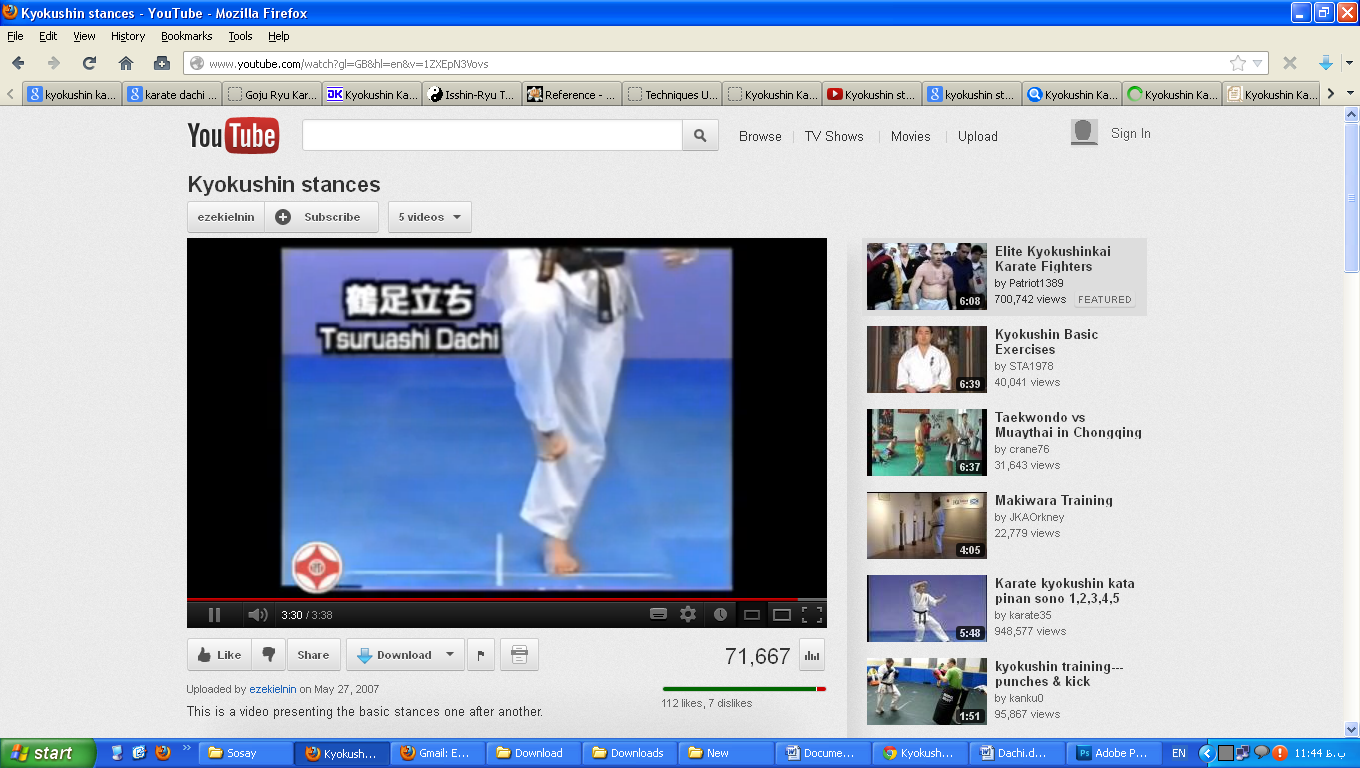 Kyokushin stances - YouTube - Mozilla Firefox
File Edit View History Bookmarks Tools Help
www.youtube.com/watch?gl=GB&hl=en&v=1ZXEpN3Vovs
kyokushin ka... karate dachi ... Goju Ryu Kar... Kyokushin Ka... Isshin-Ryu T... Reference - ... Techniques U... Kyokushin Ka... Kyokushin st... kyokushin st... Kyokushin Ka... Kyokushin Ka... Kyokushin Ka...
YouTube Browse TV Shows Movies Upload Sign In
Kyokushin stances
ezekielnin Subscribe 5 videos
鶴足立ち
Tsuruashi Dachi
3:30 / 3:38
Like Share Download 71,667
Uploaded by ezekielnin on May 27, 2007
112 likes, 7 dislikes
This is a video presenting the basic stances one after another.
6:08
Elite Kyokushinkai
Karate Fighters
by Patriot1389
700,742 views FEATURED
6:39
Kyokushin Basic
Exercises
by STA1978
40,041 views
6:37
Taekwondo vs
Muaythai in Chongqing
by crane76
31,643 views
4:05
Makiwara Training
by JKAOrkney
22,779 views
5:48
Karate kyokushin kata
pinan sono 1,2,3,4,5
by karate35
948,577 views
1:51
kyokushin training---
punches & kick
by kanku0
95,867 views
start Sosay Kyokush... Gmail: E... Download Downloads New Docume... Kyokush... Dachi.d... Adobe P... EN 11:44 ب.ظ